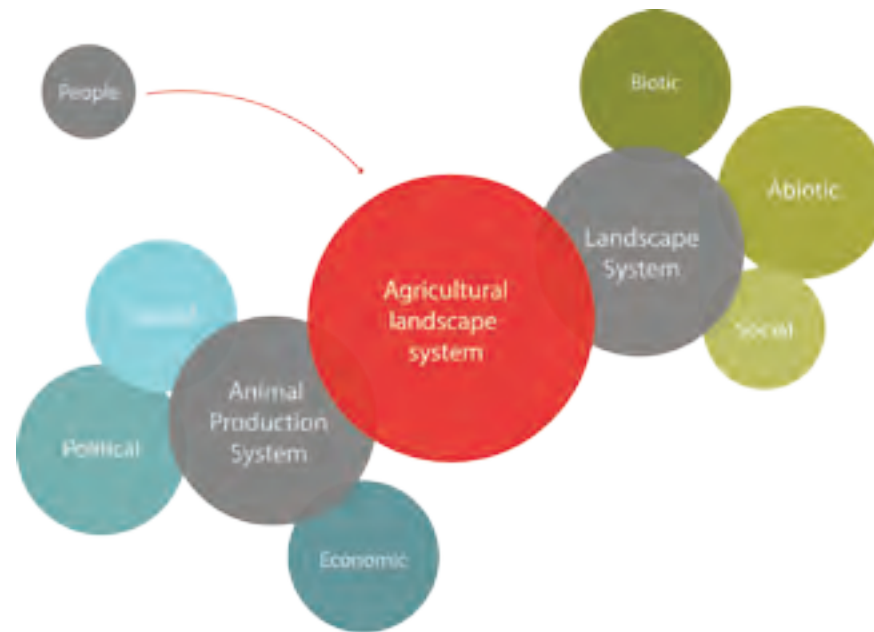 People
Biotic
Abiotic
Landscape
System
Social
Agricultural
landscape
system
Animal
Production
System
Political
Economic